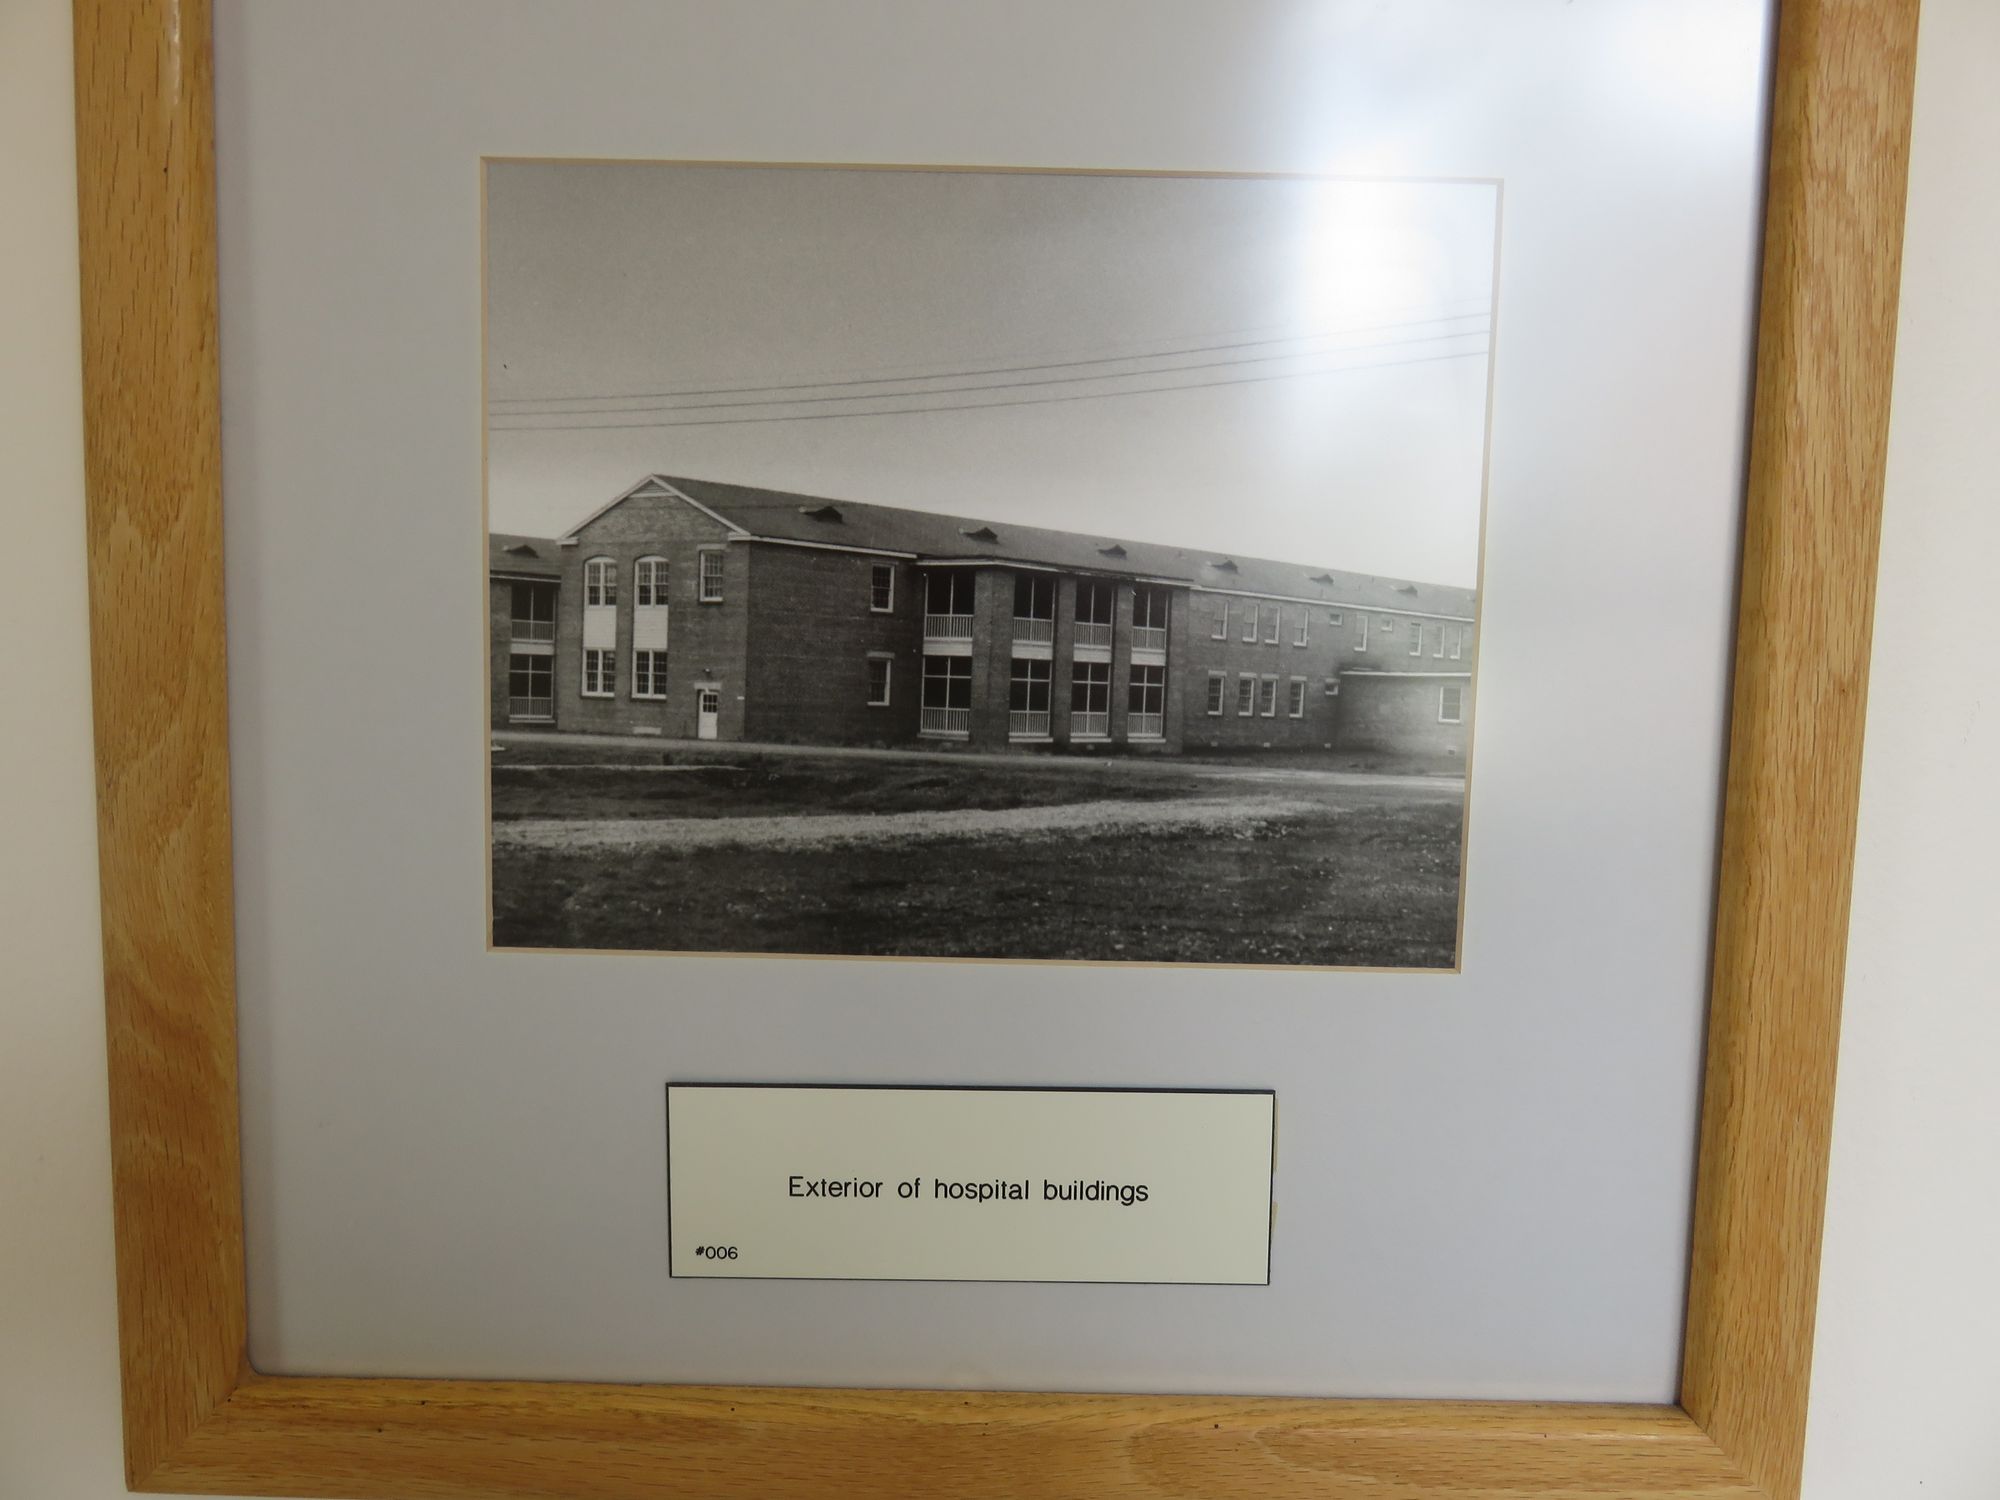 Exterior of hospital buildings
#006